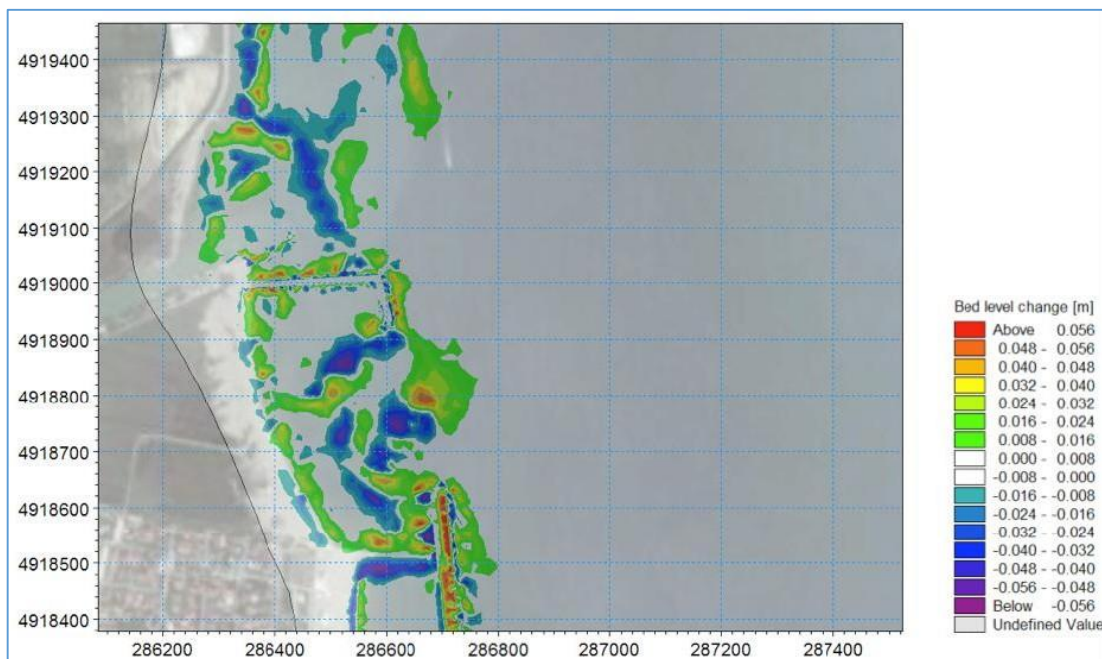 4919400
4919300
4919200
4919100
4919000
4918900
4918800
4918700
4918600
4918500
4918400
286200 286400 286600 286800 287000 287200 287400
Bed level change [m]
Above 0.056
0.048 - 0.056
0.040 - 0.048
0.032 - 0.040
0.024 - 0.032
0.016 - 0.024
0.008 - 0.016
0.000 - 0.008
-0.008 - 0.000
-0.016 - -0.008
-0.024 - -0.016
-0.032 - -0.024
-0.040 - -0.032
-0.048 - -0.040
-0.056 - -0.048
Below -0.056
Undefined Value